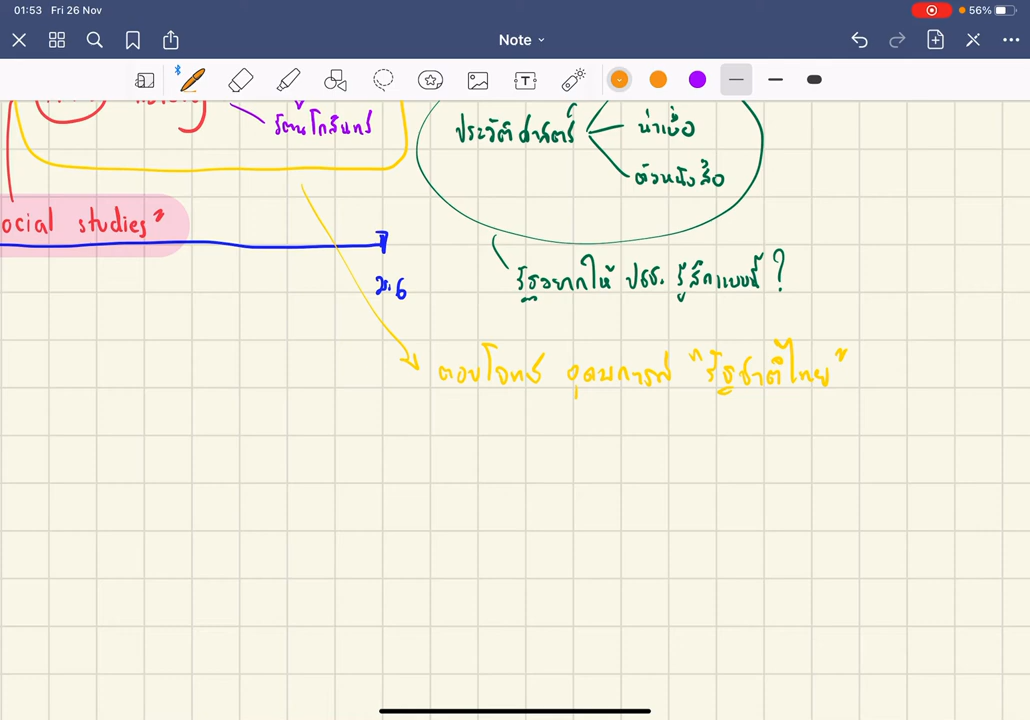 01:53 Fri 26 Nov
56%
Note
รัตนโกสินทร์
ประวัติศาสตร์
น่าเบื่อ
ตัวหนังสือ
ocial studies"
ม.6
รัฐอยากให้ ปชช. รู้สึกแบบนี้ ?
ตอบโจทย์ อุดมการณ์ "รัฐชาติไทย"